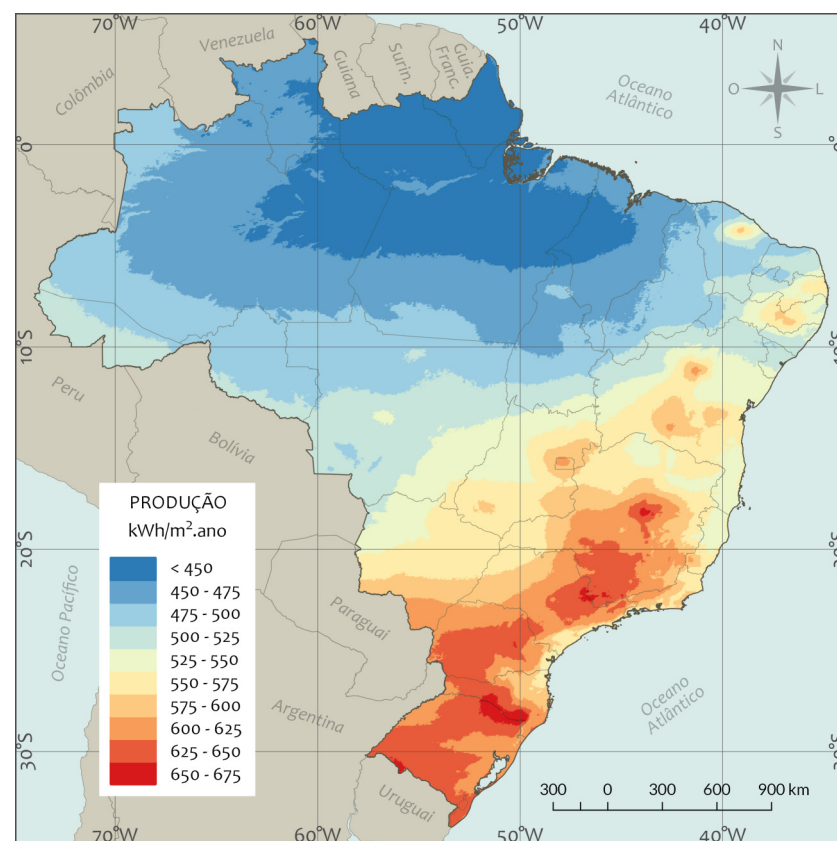 70°W
60°W
50°W
40°W
Venezuela
Colômbia
Guiana
Surin.
Guia.
Franc.
Oceano
Atlântico
N
O
L
S
0°
0°
10°S
10°S
Peru
Bolívia
PRODUÇÃO
kWh/m².ano
< 450
450 - 475
475 - 500
500 - 525
525 - 550
550 - 575
575 - 600
600 - 625
625 - 650
650 - 675
20°S
Oceano Pacífico
Paraguai
Argentina
Oceano
Atlântico
30°S
Uruguai
300
0
300
600
900 km
70°W
60°W
50°W
40°W